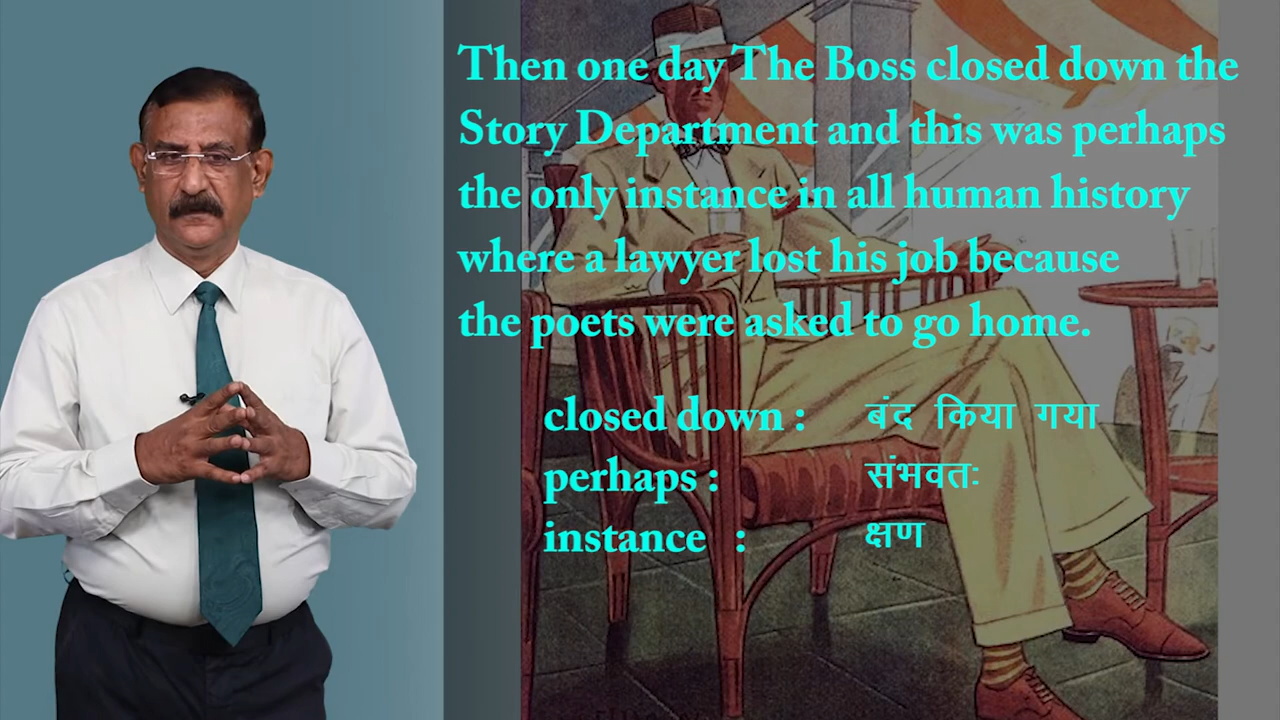 Then one day The Boss closed down the
Story Department and this was perhaps
the only instance in all human history
where a lawyer lost his job because
the poets were asked to go home.
closed down : बंद किया गया
perhaps : संभवतः
instance : क्षण